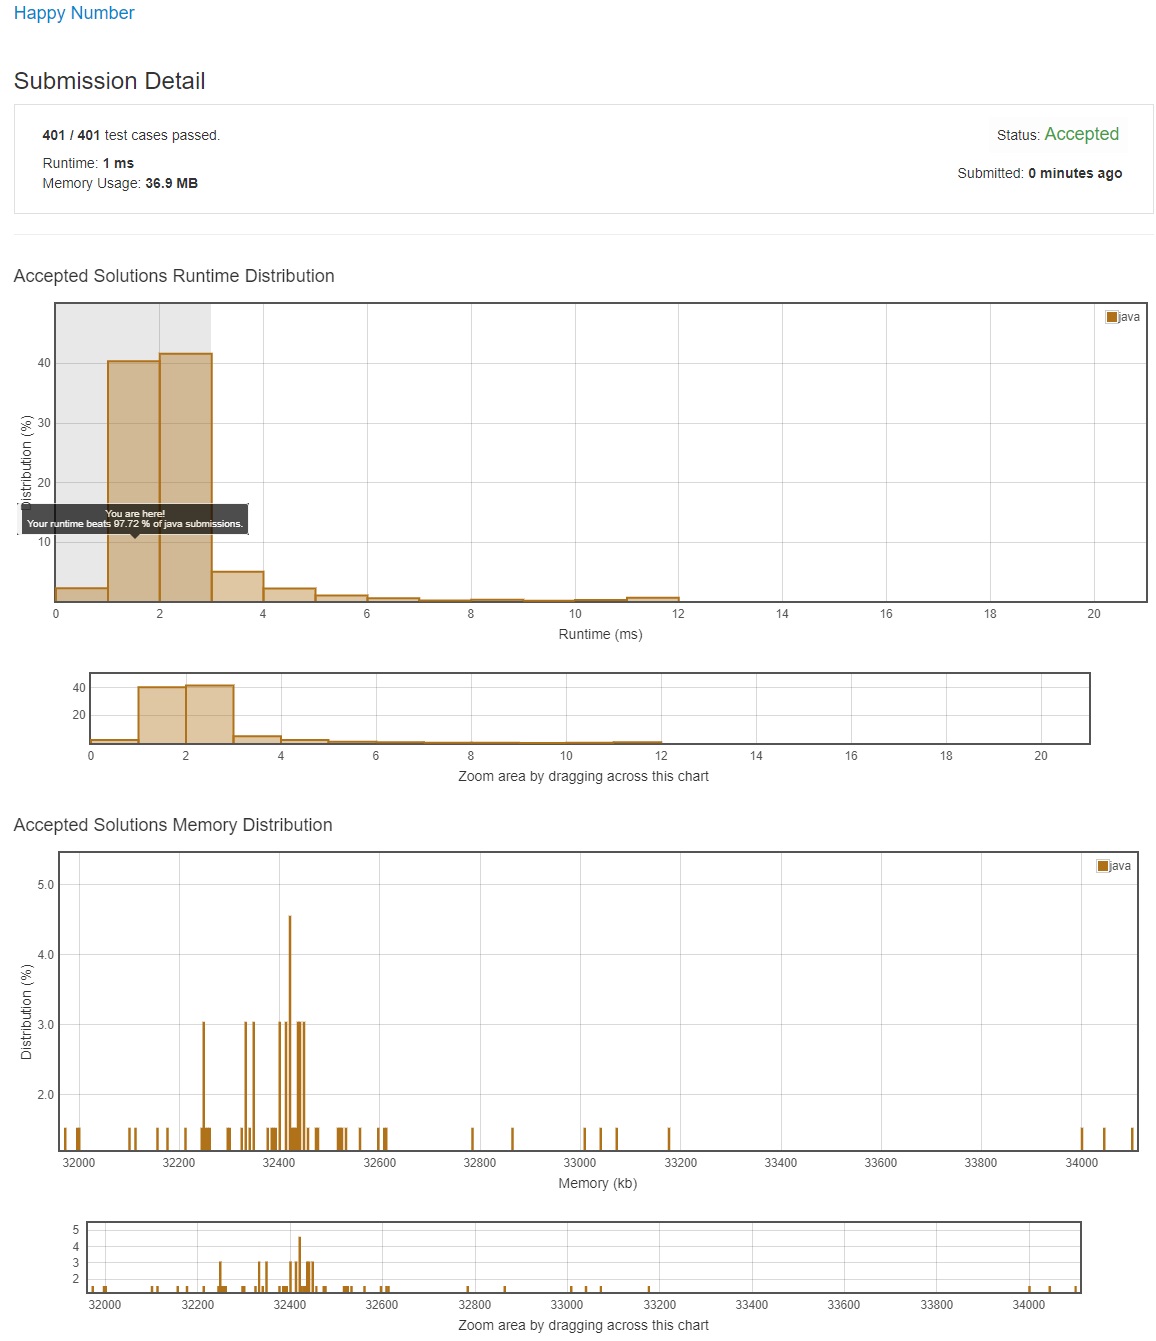 Happy Number
Submission Detail
401 / 401 test cases passed.
Status: Accepted
Runtime: 1 ms
Memory Usage: 36.9 MB
Submitted: 0 minutes ago
Accepted Solutions Runtime Distribution
java
40
30
20
10
Distribution (%)
You are here!
Your runtime beats 97.72 % of java submissions.
0 2 4 6 8 10 12 14 16 18 20
Runtime (ms)
40
20
0 2 4 6 8 10 12 14 16 18 20
Zoom area by dragging across this chart
Accepted Solutions Memory Distribution
java
5.0
4.0
3.0
2.0
Distribution (%)
32000 32200 32400 32600 32800 33000 33200 33400 33600 33800 34000
Memory (kb)
5
4
3
2
32000 32200 32400 32600 32800 33000 33200 33400 33600 33800 34000
Zoom area by dragging across this chart